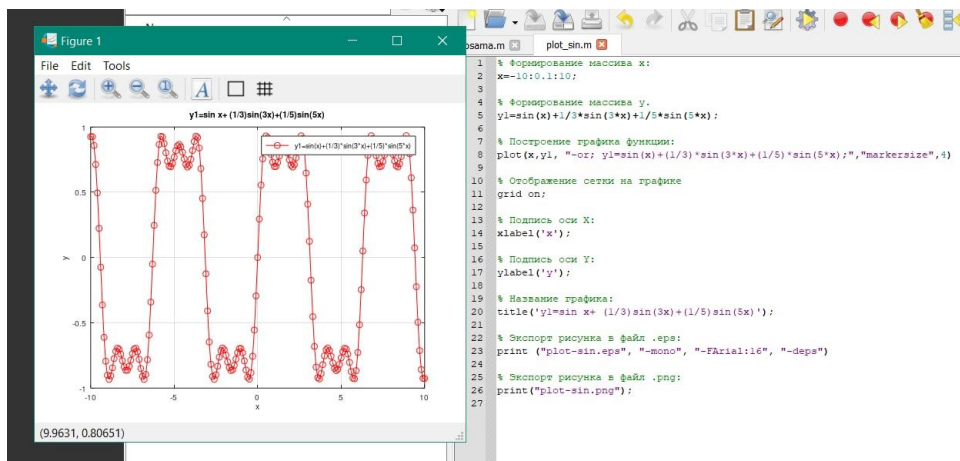 Figure 1
File Edit Tools
A
y1=sin x+ (1/3)sin(3x)+(1/5)sin(5x)
y1=sin(x)+(1/3)*sin(3*x)+(1/5)*sin(5*x)
1
0.5
0
-0.5
-1
y
-10 -5 0 5 10
x
(9.9631, 0.80651)
osama.m
plot_sin.m
1 % Формирование массива x:
2 x=-10:0.1:10;
3
4 % Формирование массива y.
5 y1=sin(x)+1/3*sin(3*x)+1/5*sin(5*x);
6
7 % Построение графика функции:
8 plot(x,y1, "-or; y1=sin(x)+(1/3)*sin(3*x)+(1/5)*sin(5*x);","markersize",4)
9
10 % Отображение сетки на графике
11 grid on;
12
13 % Подпись оси X:
14 xlabel('x');
15
16 % Подпись оси Y:
17 ylabel('y');
18
19 % Название графика:
20 title('y1=sin x+ (1/3)sin(3x)+(1/5)sin(5x)');
21
22 % Экспорт рисунка в файл .eps:
23 print ("plot-sin.eps", "-mono", "-FArial:16", "-deps")
24
25 % Экспорт рисунка в файл .png:
26 print("plot-sin.png");
27